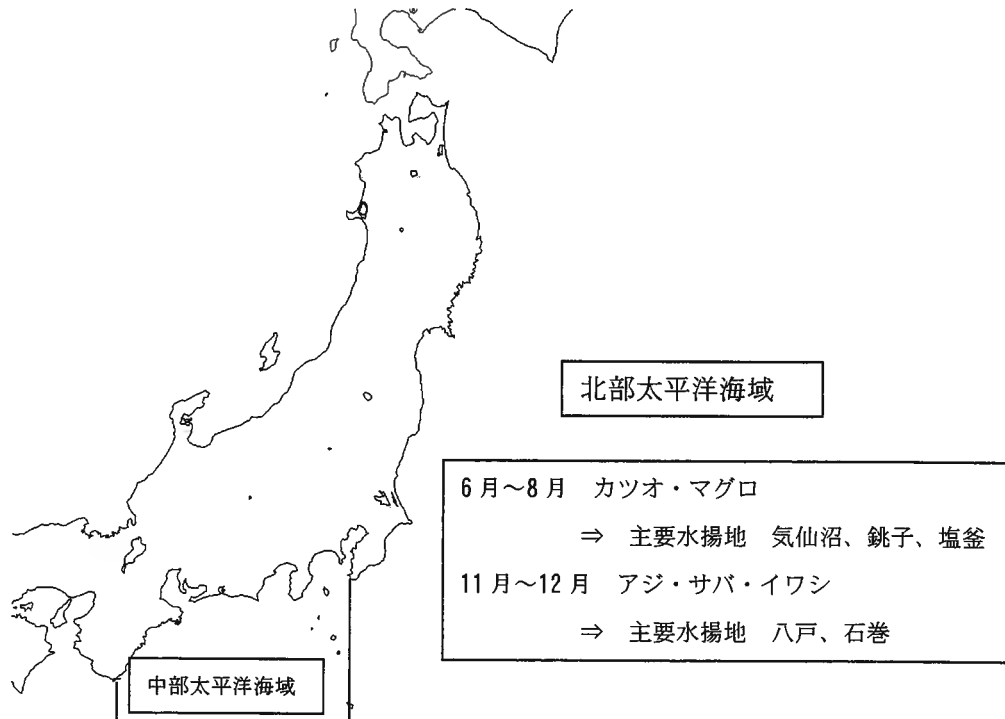 北部太平洋海域
6月～8月　カツオ・マグロ
⇒　主要水揚地　気仙沼、銚子、塩釜
11月～12月　アジ・サバ・イワシ
⇒　主要水揚地　八戸、石巻
中部太平洋海域